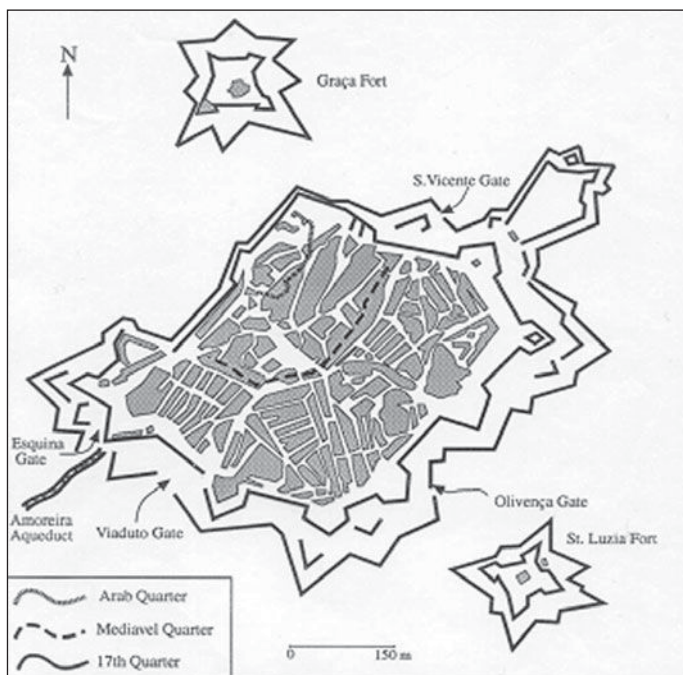 N
Graça Fort
S.Vicente Gate
Esquina
Gate
Amoreira
Aqueduct
Viaduto Gate
Olivença Gate
St. Luzia Fort
Arab Quarter
Mediavel Quarter
17th Quarter
0 150 m